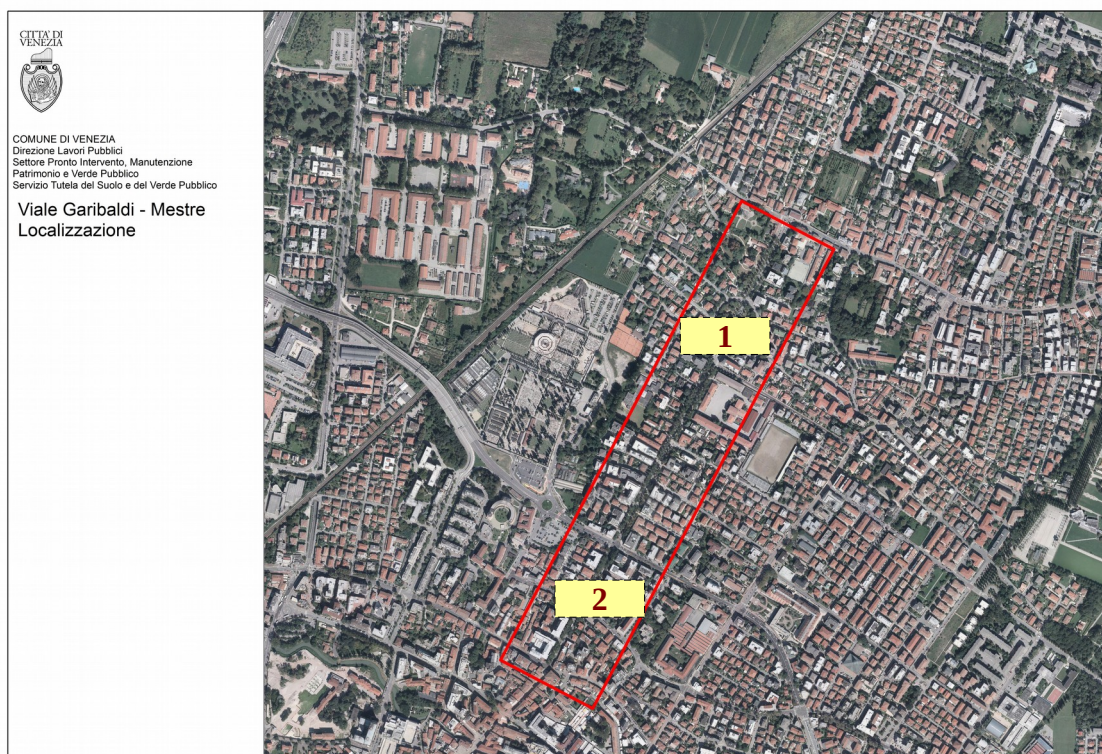 CITTA' DI
VENEZIA
COMUNE DI VENEZIA
Direzione Lavori Pubblici
Settore Pronto Intervento, Manutenzione
Patrimonio e Verde Pubblico
Servizio Tutela del Suolo e del Verde Pubblico
Viale Garibaldi - Mestre
Localizzazione
1
2